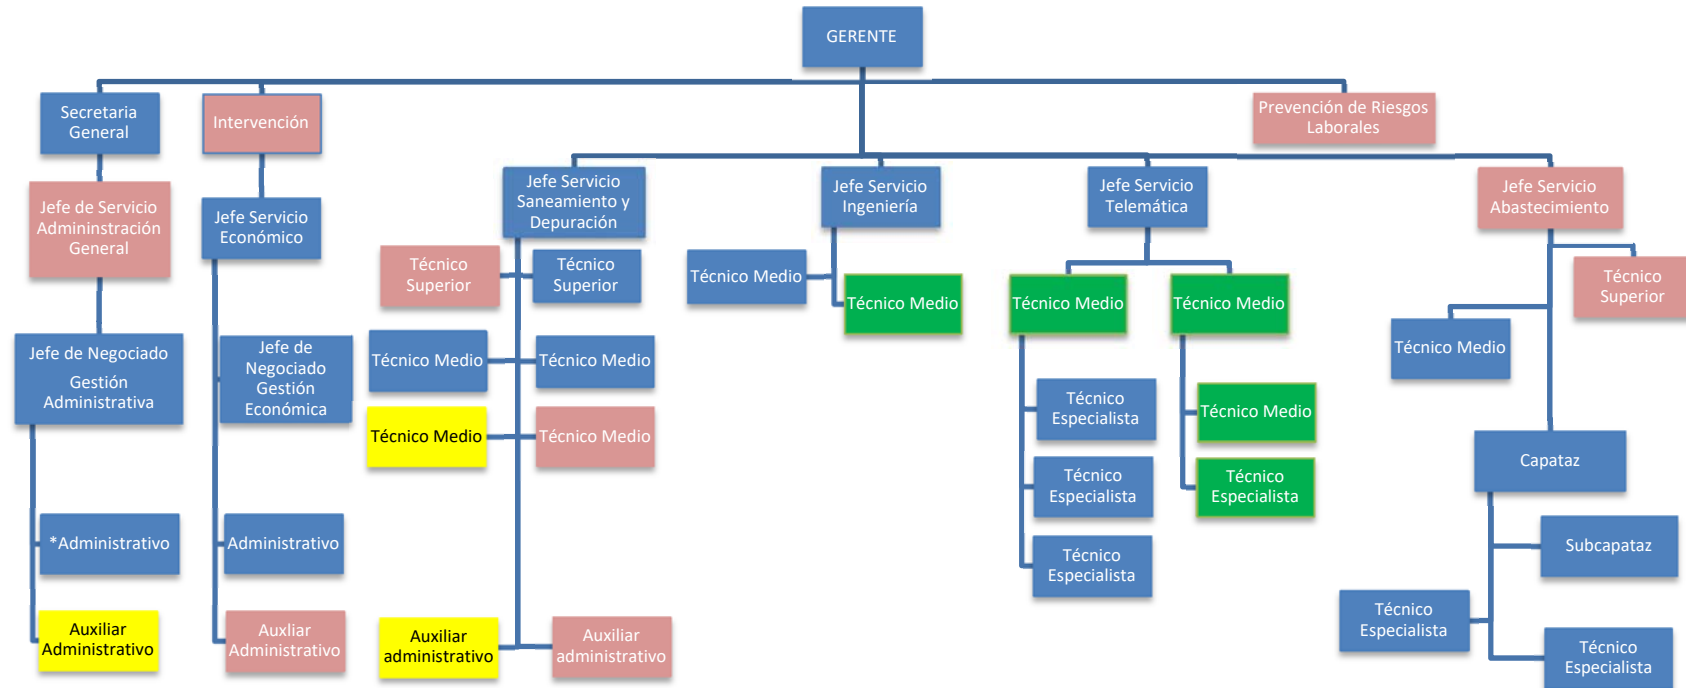 GERENTE
Secretaria
General
Intervención
Prevención de Riesgos
Laborales
Jefe de Servicio
Admininstración
General
Jefe Servicio
Económico
Jefe Servicio
Saneamiento y
Depuración
Jefe Servicio
Ingeniería
Jefe Servicio
Telemática
Jefe Servicio
Abastecimiento
Técnico
Superior
Técnico
Superior
Técnico Medio
Técnico Medio
Técnico Medio
Técnico Medio
Técnico
Superior
Jefe de Negociado
Gestión
Administrativa
Jefe de
Negociado
Gestión
Económica
Técnico Medio
Técnico Medio
Técnico Medio
Técnico Medio
Técnico Medio
Técnico
Especialista
Técnico Medio
Capataz
Técnico
Especialista
Técnico
Especialista
*Administrativo
Administrativo
Técnico
Especialista
Subcapataz
Auxiliar
Administrativo
Auxliar
Administrativo
Auxiliar
administrativo
Auxiliar
administrativo
Técnico
Especialista
Técnico
Especialista